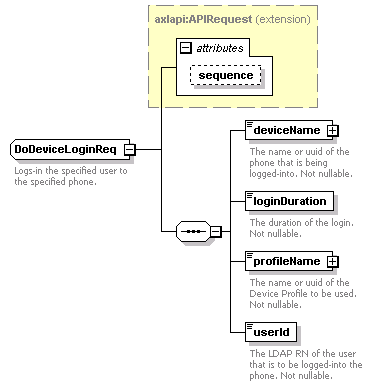 axlapi:APIRequest (extension)
attributes
sequence
DoDeviceLoginReq
Logs-in the specified user to
the specified phone.
deviceName
The name or uuid of the
phone that is being
logged-into. Not nullable.
loginDuration
The duration of the login.
Not nullable.
profileName
The name or uuid of the
Device Profile to be used.
Not nullable.
userId
The LDAP RN of the user
that is to be logged-into the
phone. Not nullable.